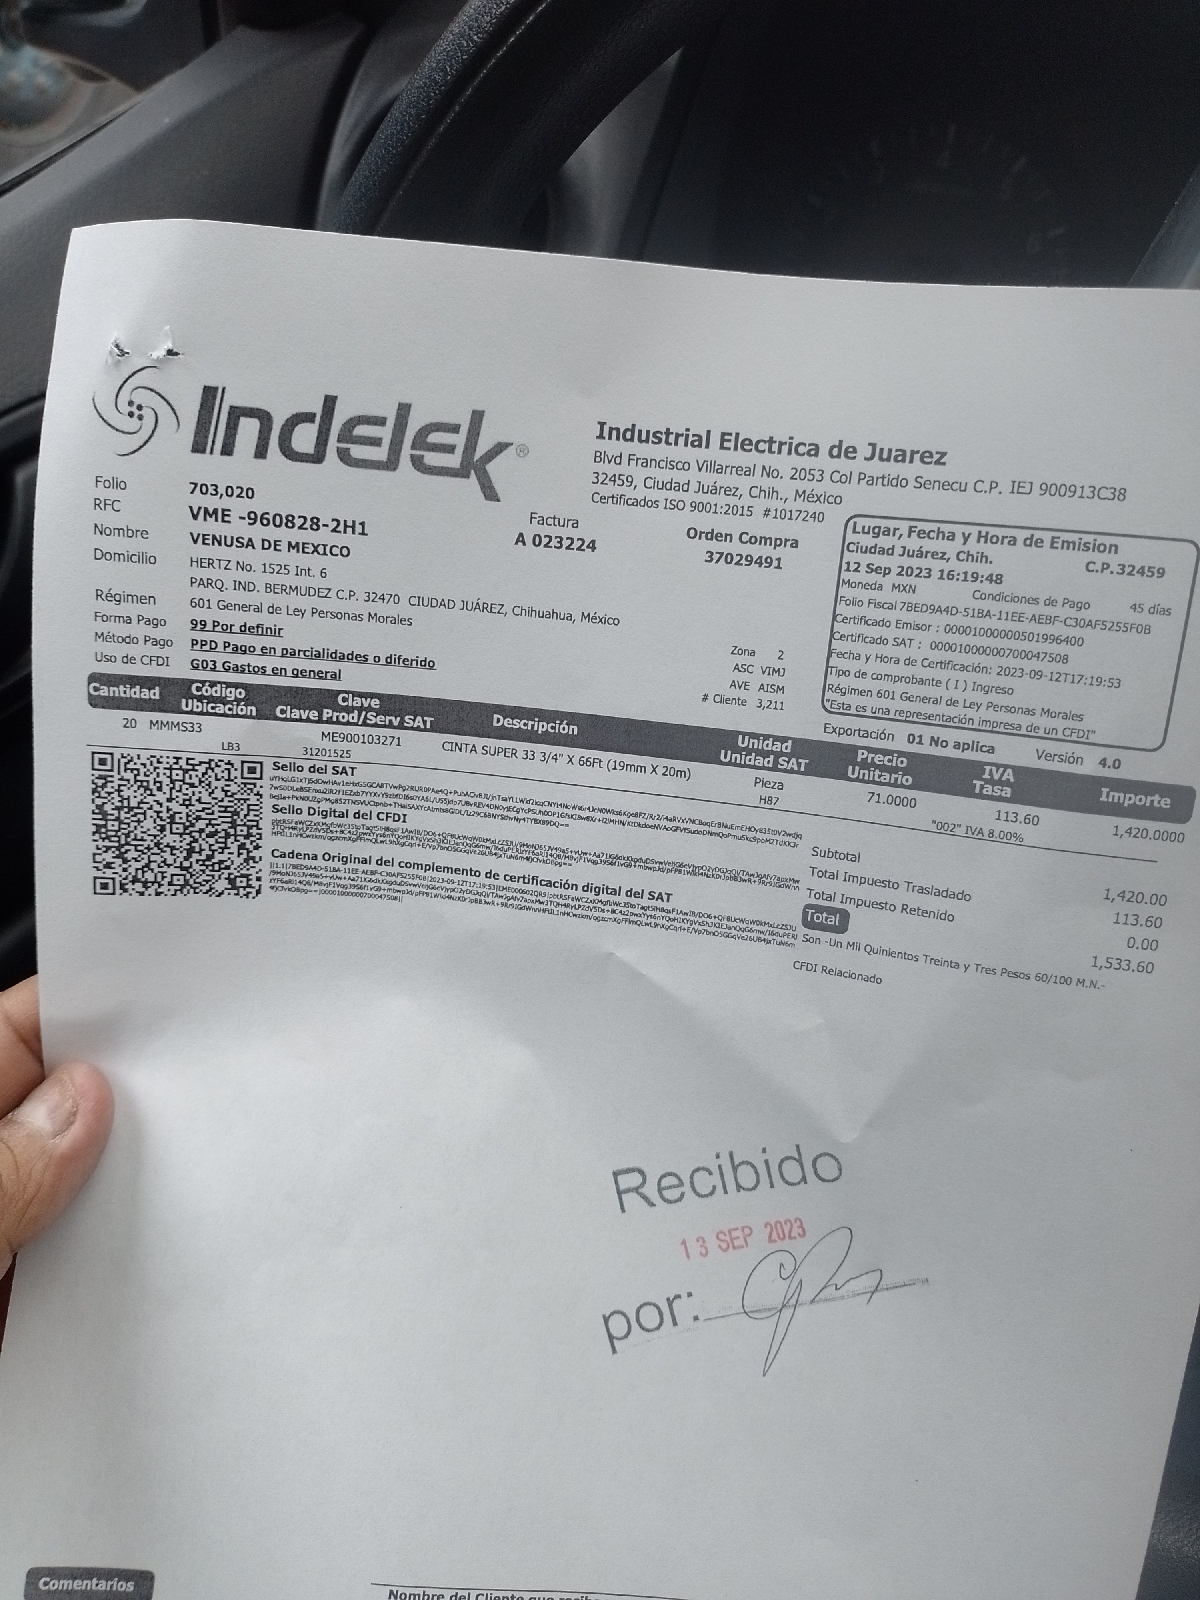 Indelek®
Industrial Electrica de Juarez
Blvd Francisco Villarreal No. 2053 Col Partido Senecu C.P. IEJ 900913C38
32459, Ciudad Juárez, Chih., México
Certificados ISO 9001:2015 #1017240
Folio 703,020
RFC VME -960828-2H1
Nombre VENUSA DE MEXICO
Domicilio HERTZ No. 1525 Int. 6
PARQ. IND. BERMUDEZ C.P. 32470 CIUDAD JUÁREZ, Chihuahua, México
Régimen 601 General de Ley Personas Morales
Forma Pago 99 Por definir
Método Pago PPD Pago en parcialidades o diferido
Uso de CFDI G03 Gastos en general
Factura
A 023224
Orden Compra
37029491
Lugar, Fecha y Hora de Emision
Ciudad Juárez, Chih. C.P.32459
12 Sep 2023 16:19:48
Moneda MXN Condiciones de Pago 45 días
Folio Fiscal 7BED9A4D-51BA-11EE-AEBF-C30AF5255F0B
Certificado Emisor : 00001000000501996400
Certificado SAT : 00001000000700047508
Fecha y Hora de Certificación: 2023-09-12T17:19:53
Tipo de comprobante ( I ) Ingreso
Régimen 601 General de Ley Personas Morales
"Esta es una representación impresa de un CFDI"
Zona 2
ASC VIMJ
AVE AISM
# Cliente 3,211
Exportación 01 No aplica Versión 4.0
Cantidad Código Ubicación Clave Clave Prod/Serv SAT Descripción Unidad Unidad SAT Precio Unitario IVA Tasa Importe
20 MMMS33 ME900103271 CINTA SUPER 33 3/4" X 66Ft (19mm X 20m) Pieza 71.0000 113.60 1,420.0000
LB3 31201525 H87 "002" IVA 8.00%
Sello del SAT
Sello Digital del CFDI
Cadena Original del complemento de certificación digital del SAT
Subtotal 1,420.00
Total Impuesto Trasladado 113.60
Total Impuesto Retenido 0.00
Total 1,533.60
Son -Un Mil Quinientos Treinta y Tres Pesos 60/100 M.N.-
CFDI Relacionado
Recibido
13 SEP 2023
por:
Comentarios
Nombre del Cliente que